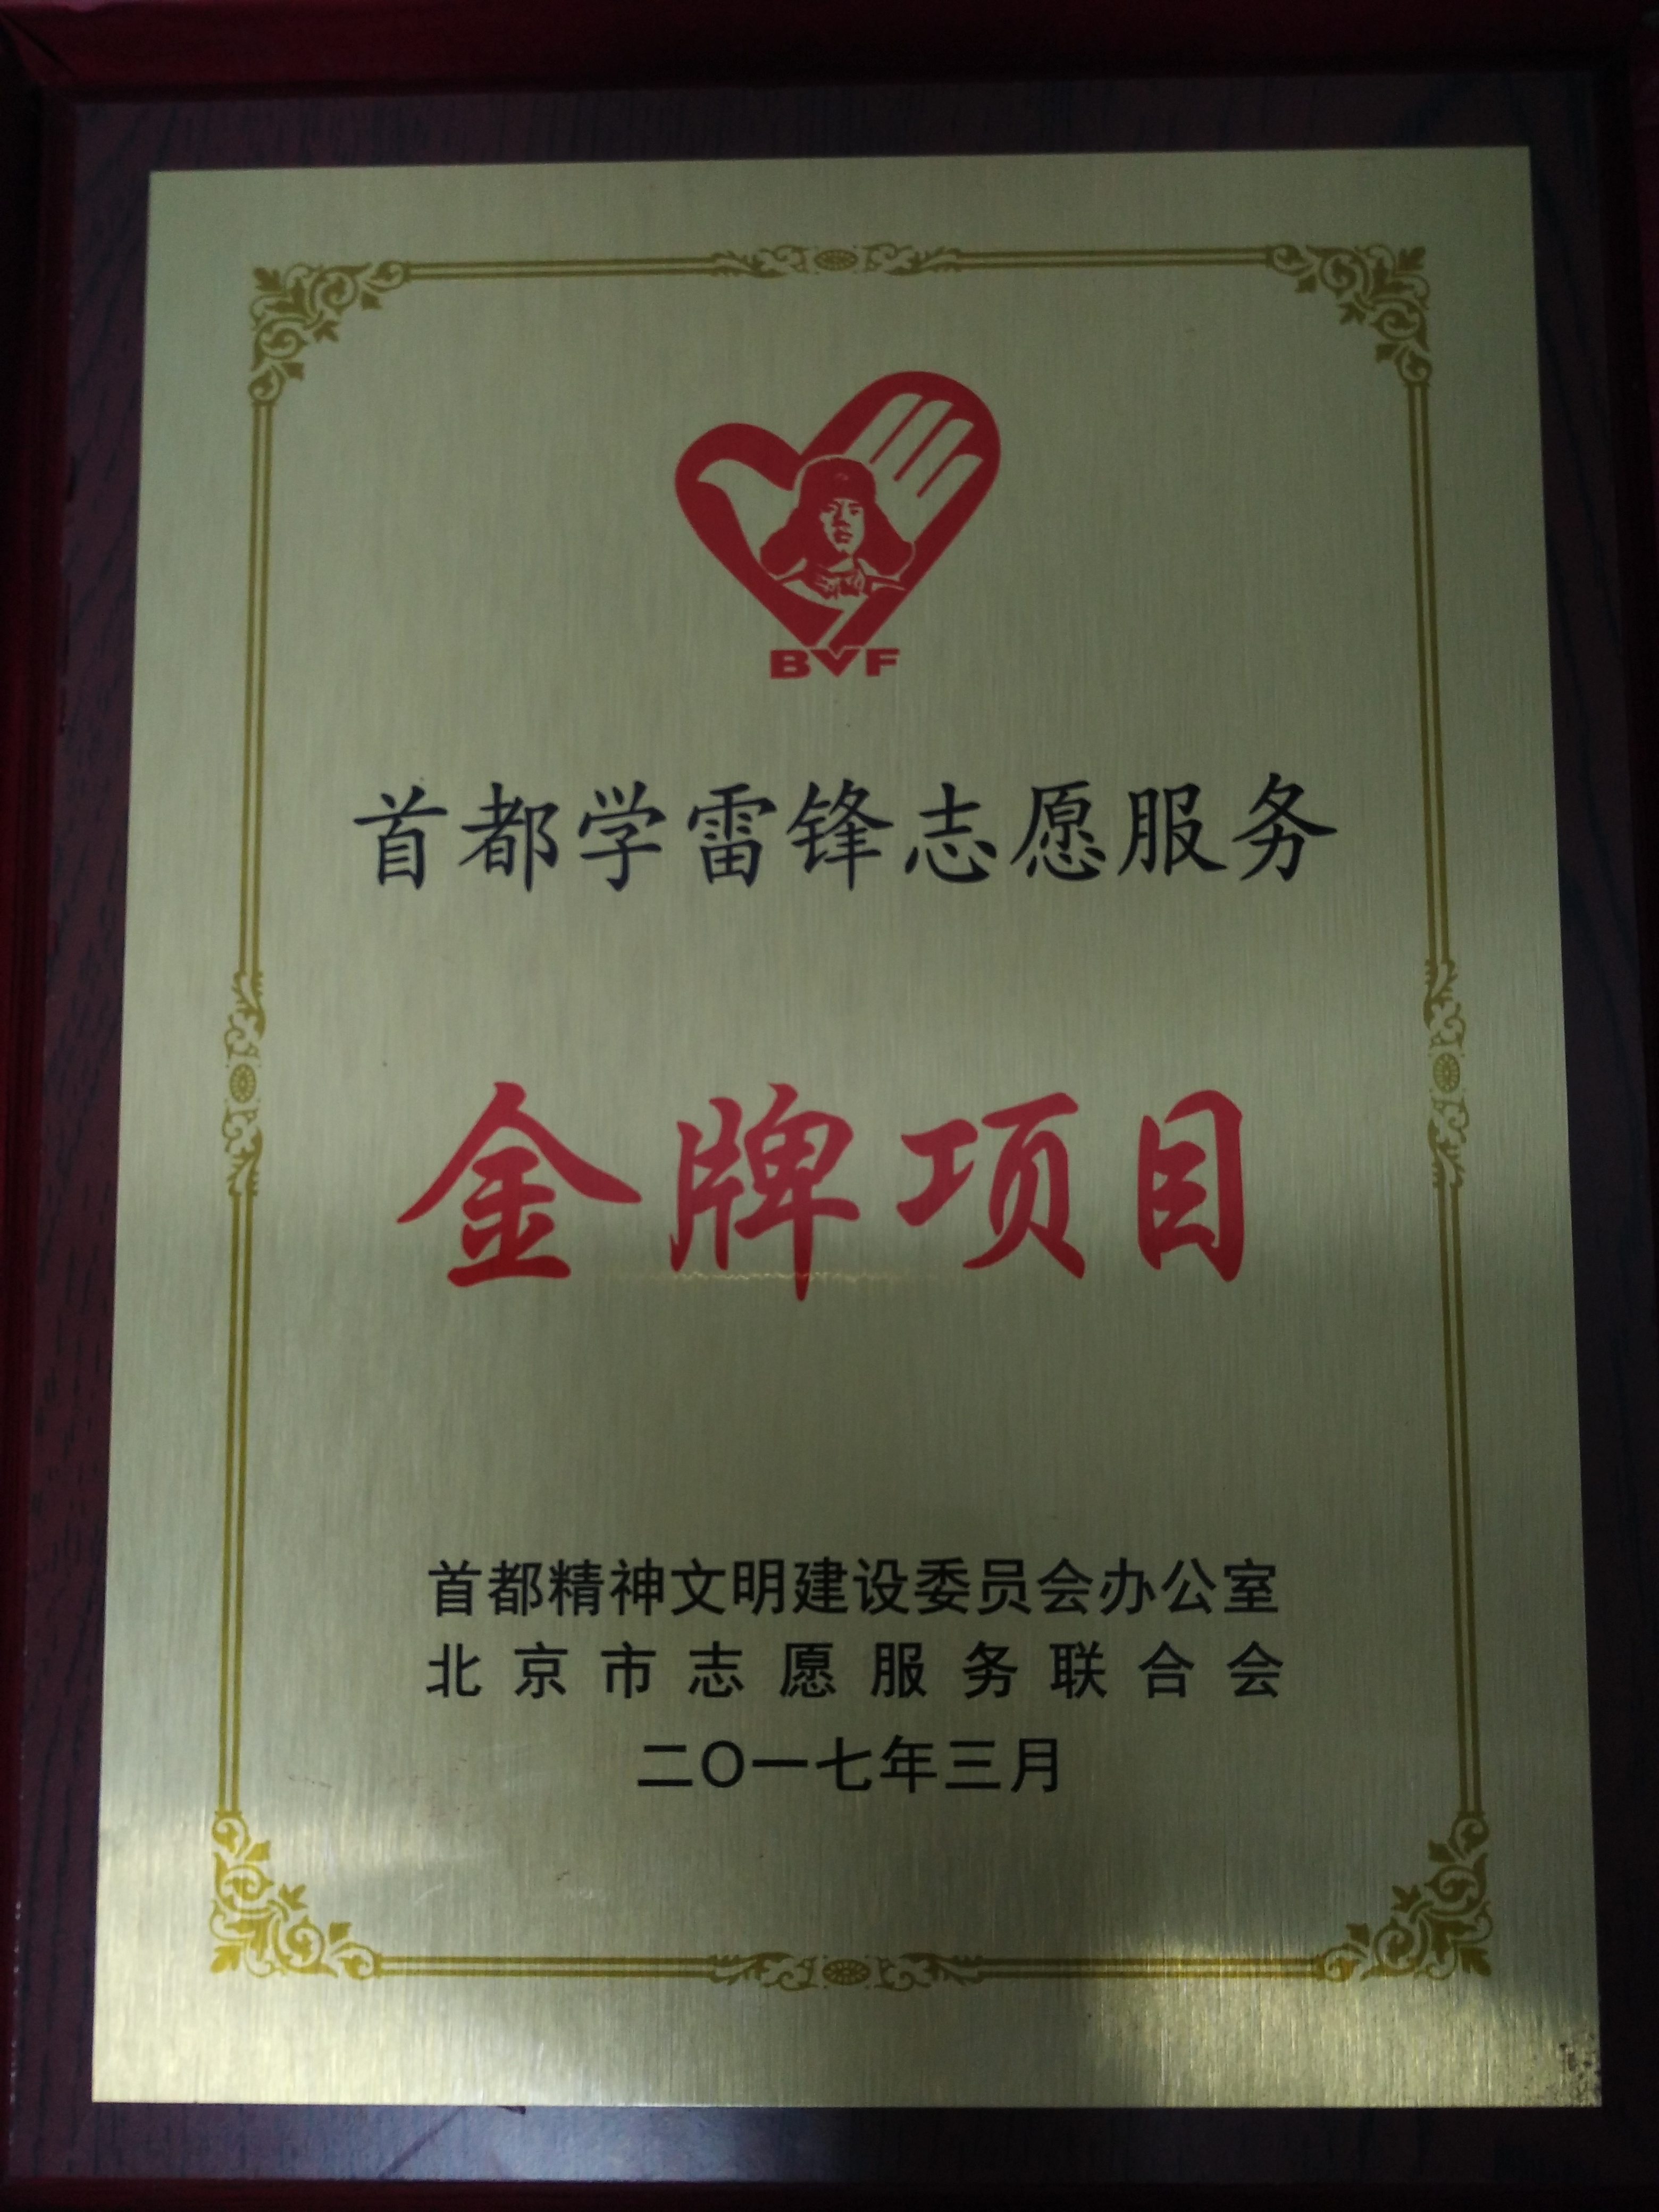 BVF
首都学雷锋志愿服务
金牌项目
首都精神文明建设委员会办公室
北京市志愿服务联合会
二〇一七年三月